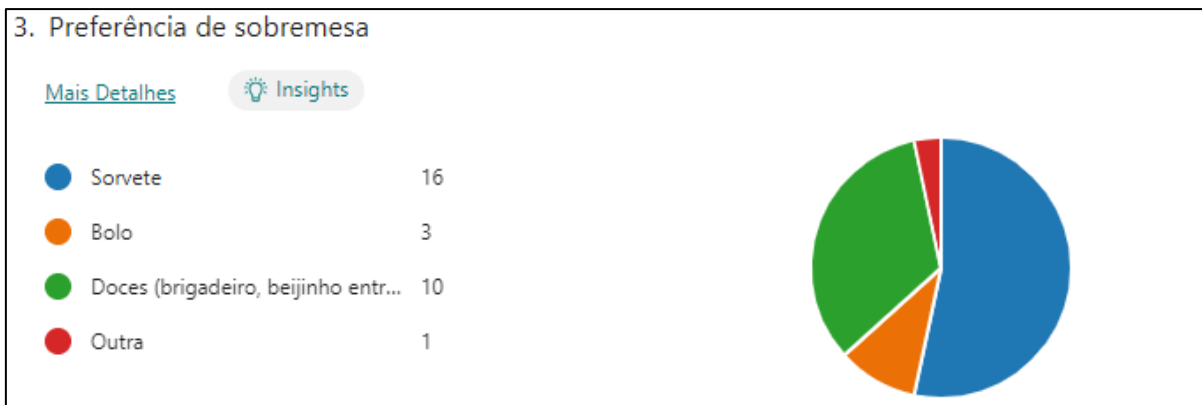 3. Preferência de sobremesa
Mais Detalhes Insights
Sorvete 16
Bolo 3
Doces (brigadeiro, beijinho entr... 10
Outra 1